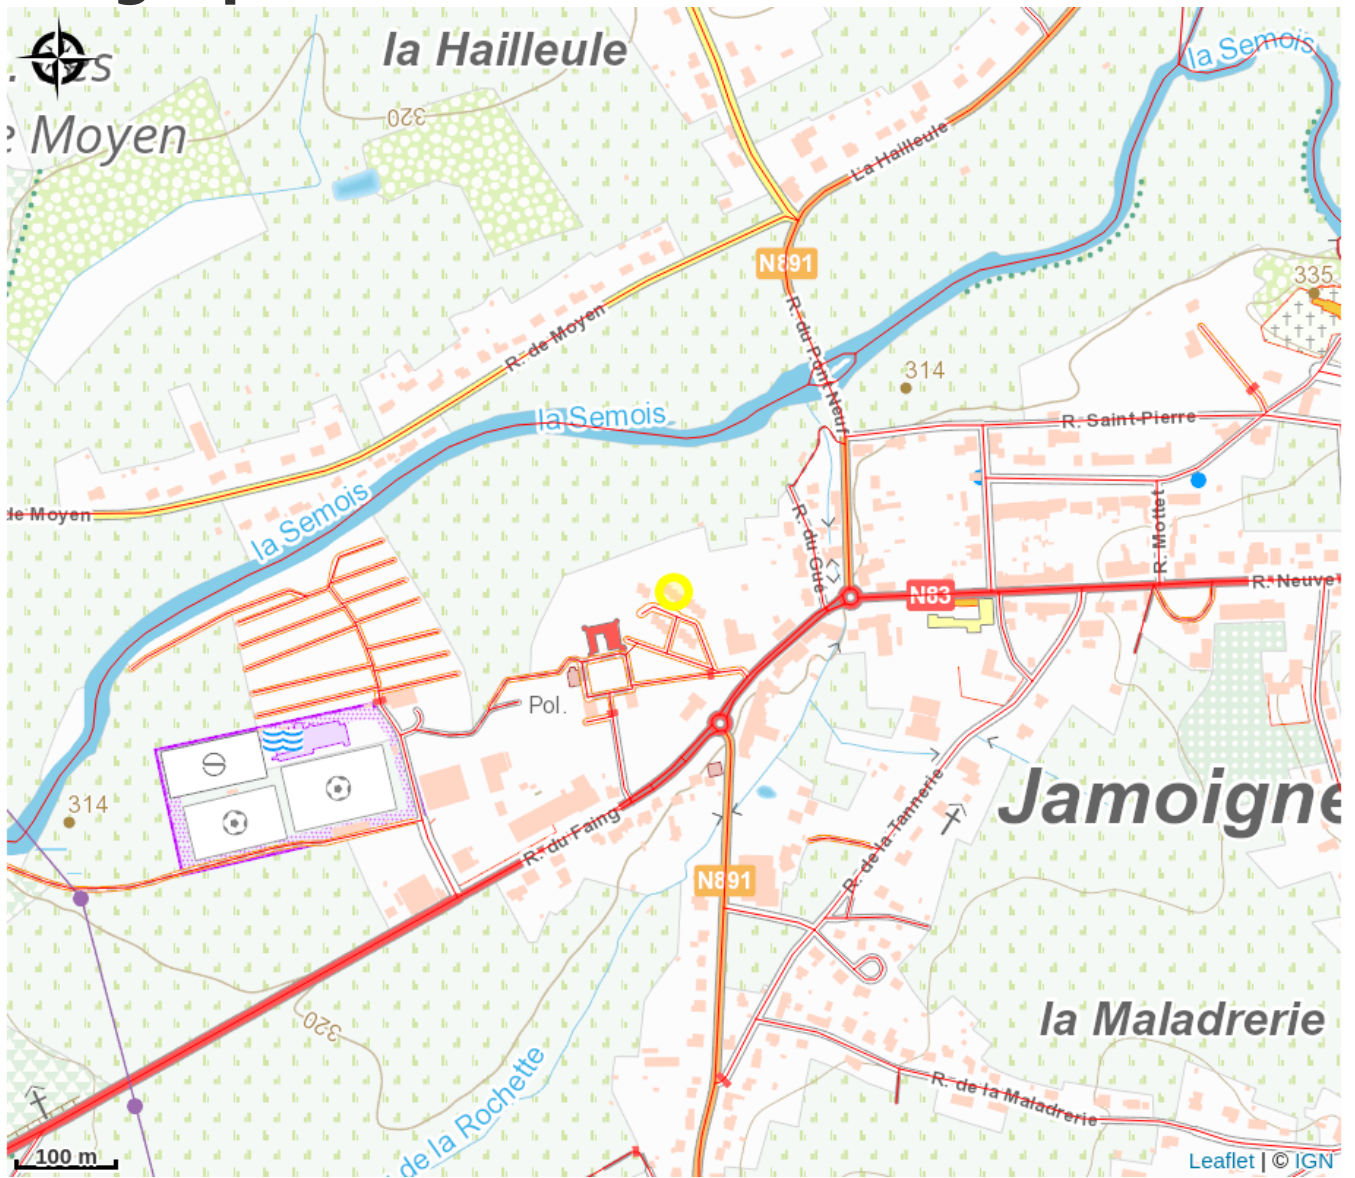 la Hailleule
la Semois
320
e Moyen
La Hailleule
N891
335
R. du Pont Neuf
R. de Moyen
314
la Semois
R. Saint-Pierre
de Moyen
la Semois
R. du Gué
R. Mottet
N83
R. Neuve
Pol.
314
Jamoigne
R. du Faing
R. de la Tannerie
N891
320
la Maladrerie
de la Rochette
R. de la Maladrerie
100 m
Leaflet | © IGN